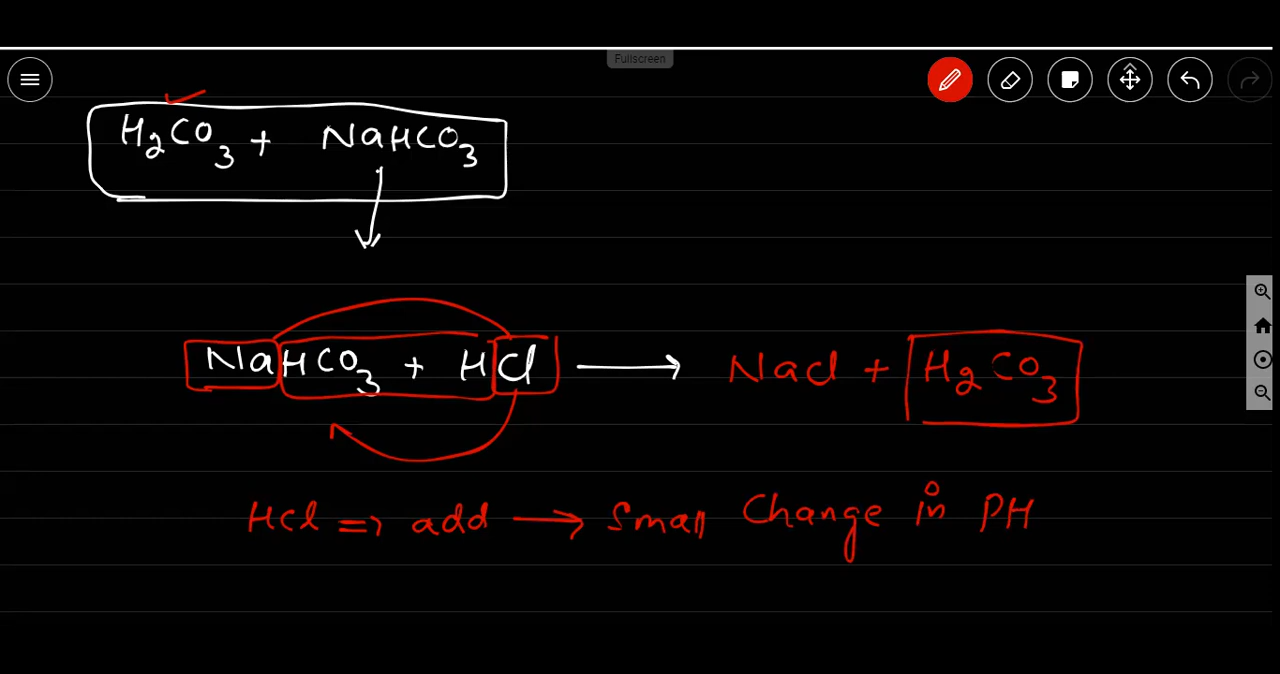 Fullscreen
H₂CO₃ + NaHCO₃
NaHCO₃ + HCl ⟶ Nacl + H₂CO₃
HCl ⇒ add → Small Change in PH